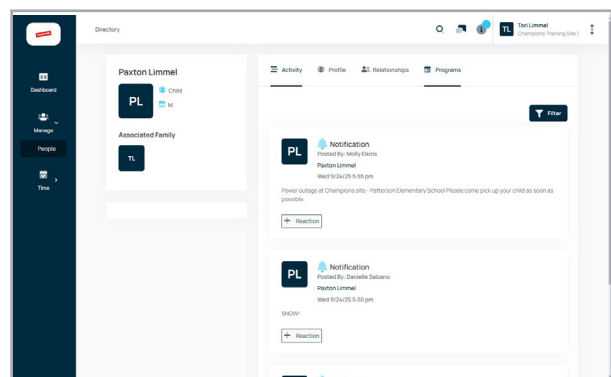 Directory
TL
Tori Limmel
Champions Training Site 1
Dashboard
Manage
People
Time
Paxton Limmel
PL
Child
M
Associated Family
TL
Activity
Profile
Relationships
Programs
Filter
PL
Notification
Posted By: Molly Elkins
Paxton Limmel
Wed 9/24/25 5:55 pm
Power outage at Champions site - Patterson Elementary School Please come pick up your child as soon as
possible.
+ Reaction
PL
Notification
Posted By: Danielle Salzano
Paxton Limmel
Wed 9/24/25 5:55 pm
SNOW!
+ Reaction